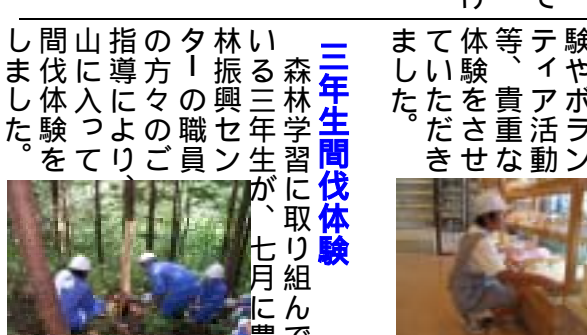 験やボラン
ティア活動
等、貴重な
体験をさせ
ていただき
ました。
三年生間伐体験
森林学習に取り組んで
いる三年生が、七月に農
林振興セン
ターの職員
の方々のご
指導により、
山に入って
間伐体験を
しました。